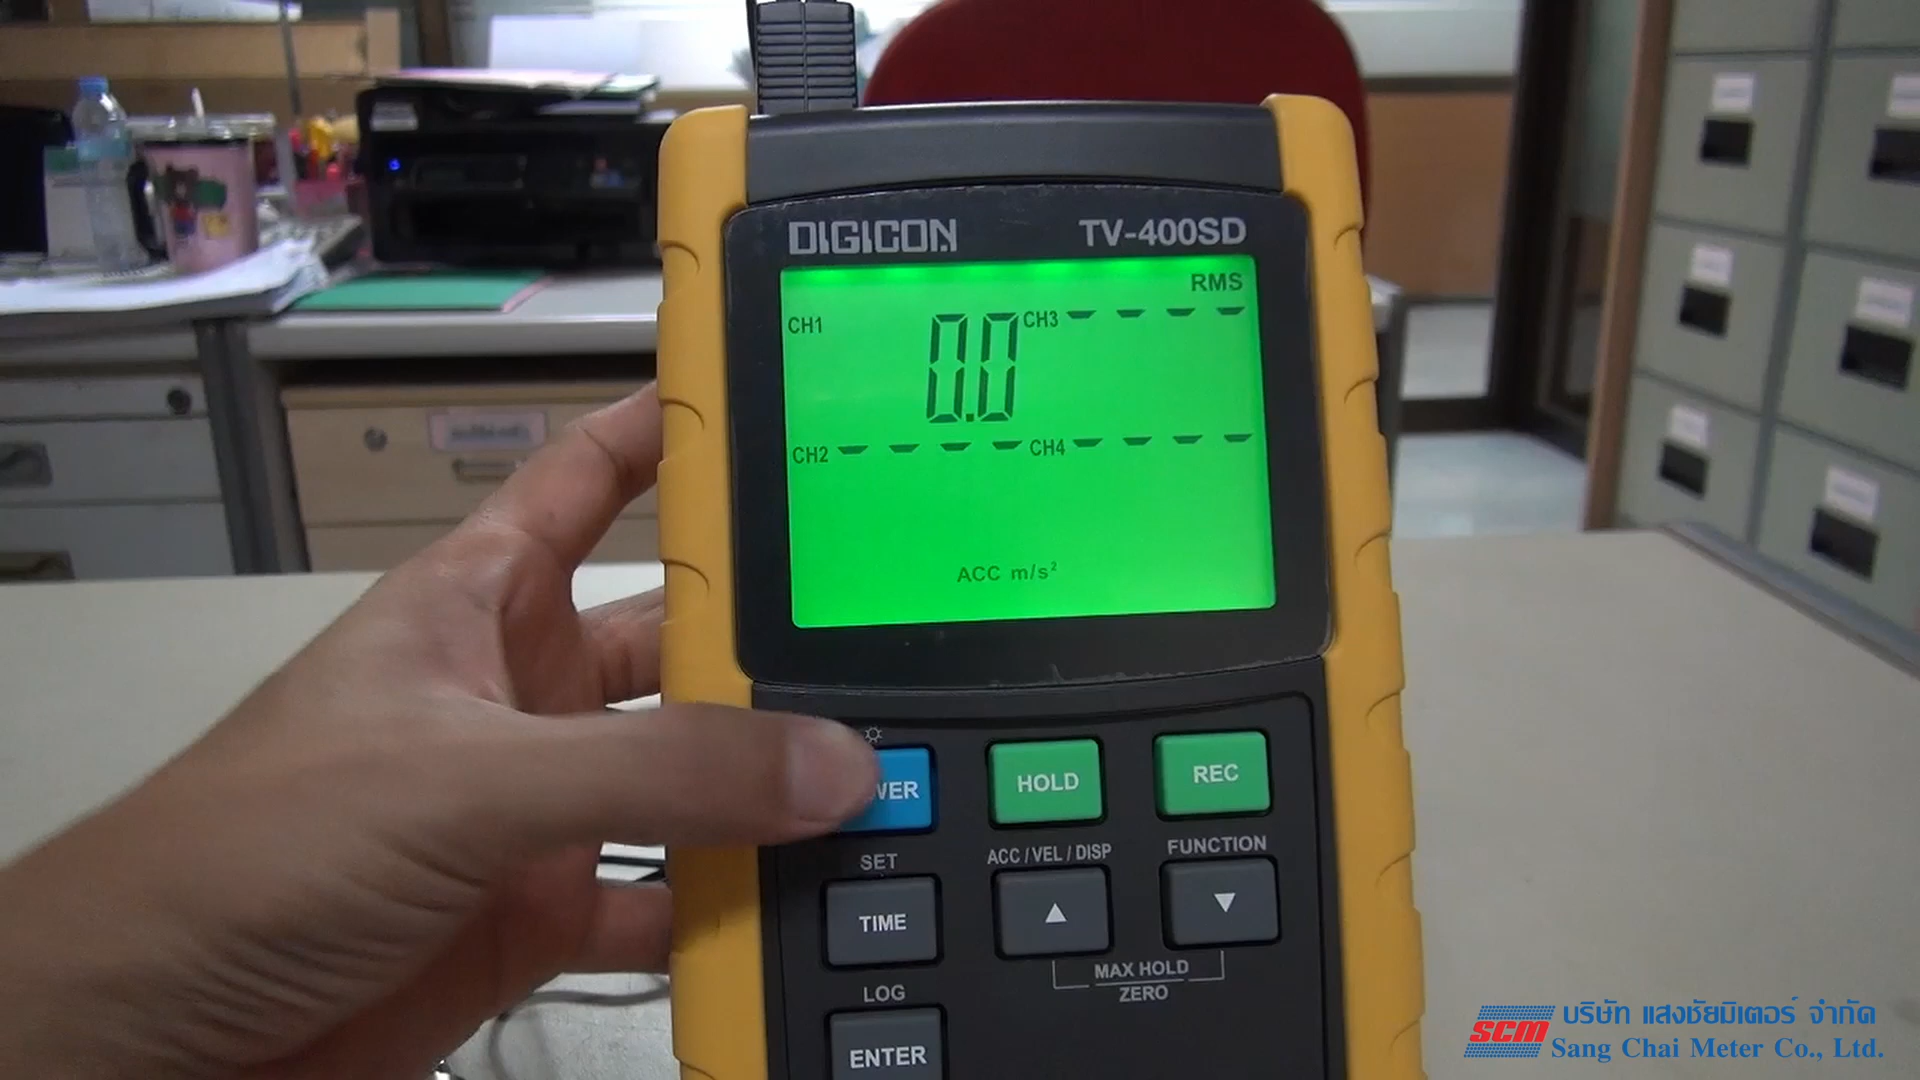 DIGICON TV-400SD
RMS
CH1 0.0 CH3 - - - -
CH2 - - - - CH4 - - - -
ACC m/s²
WER HOLD REC
SET ACC / VEL / DISP FUNCTION
TIME ▲ ▼
MAX HOLD
ZERO
LOG
ENTER
SCM บริษัท แสงชัยมิเตอร์ จำกัด
Sang Chai Meter Co., Ltd.